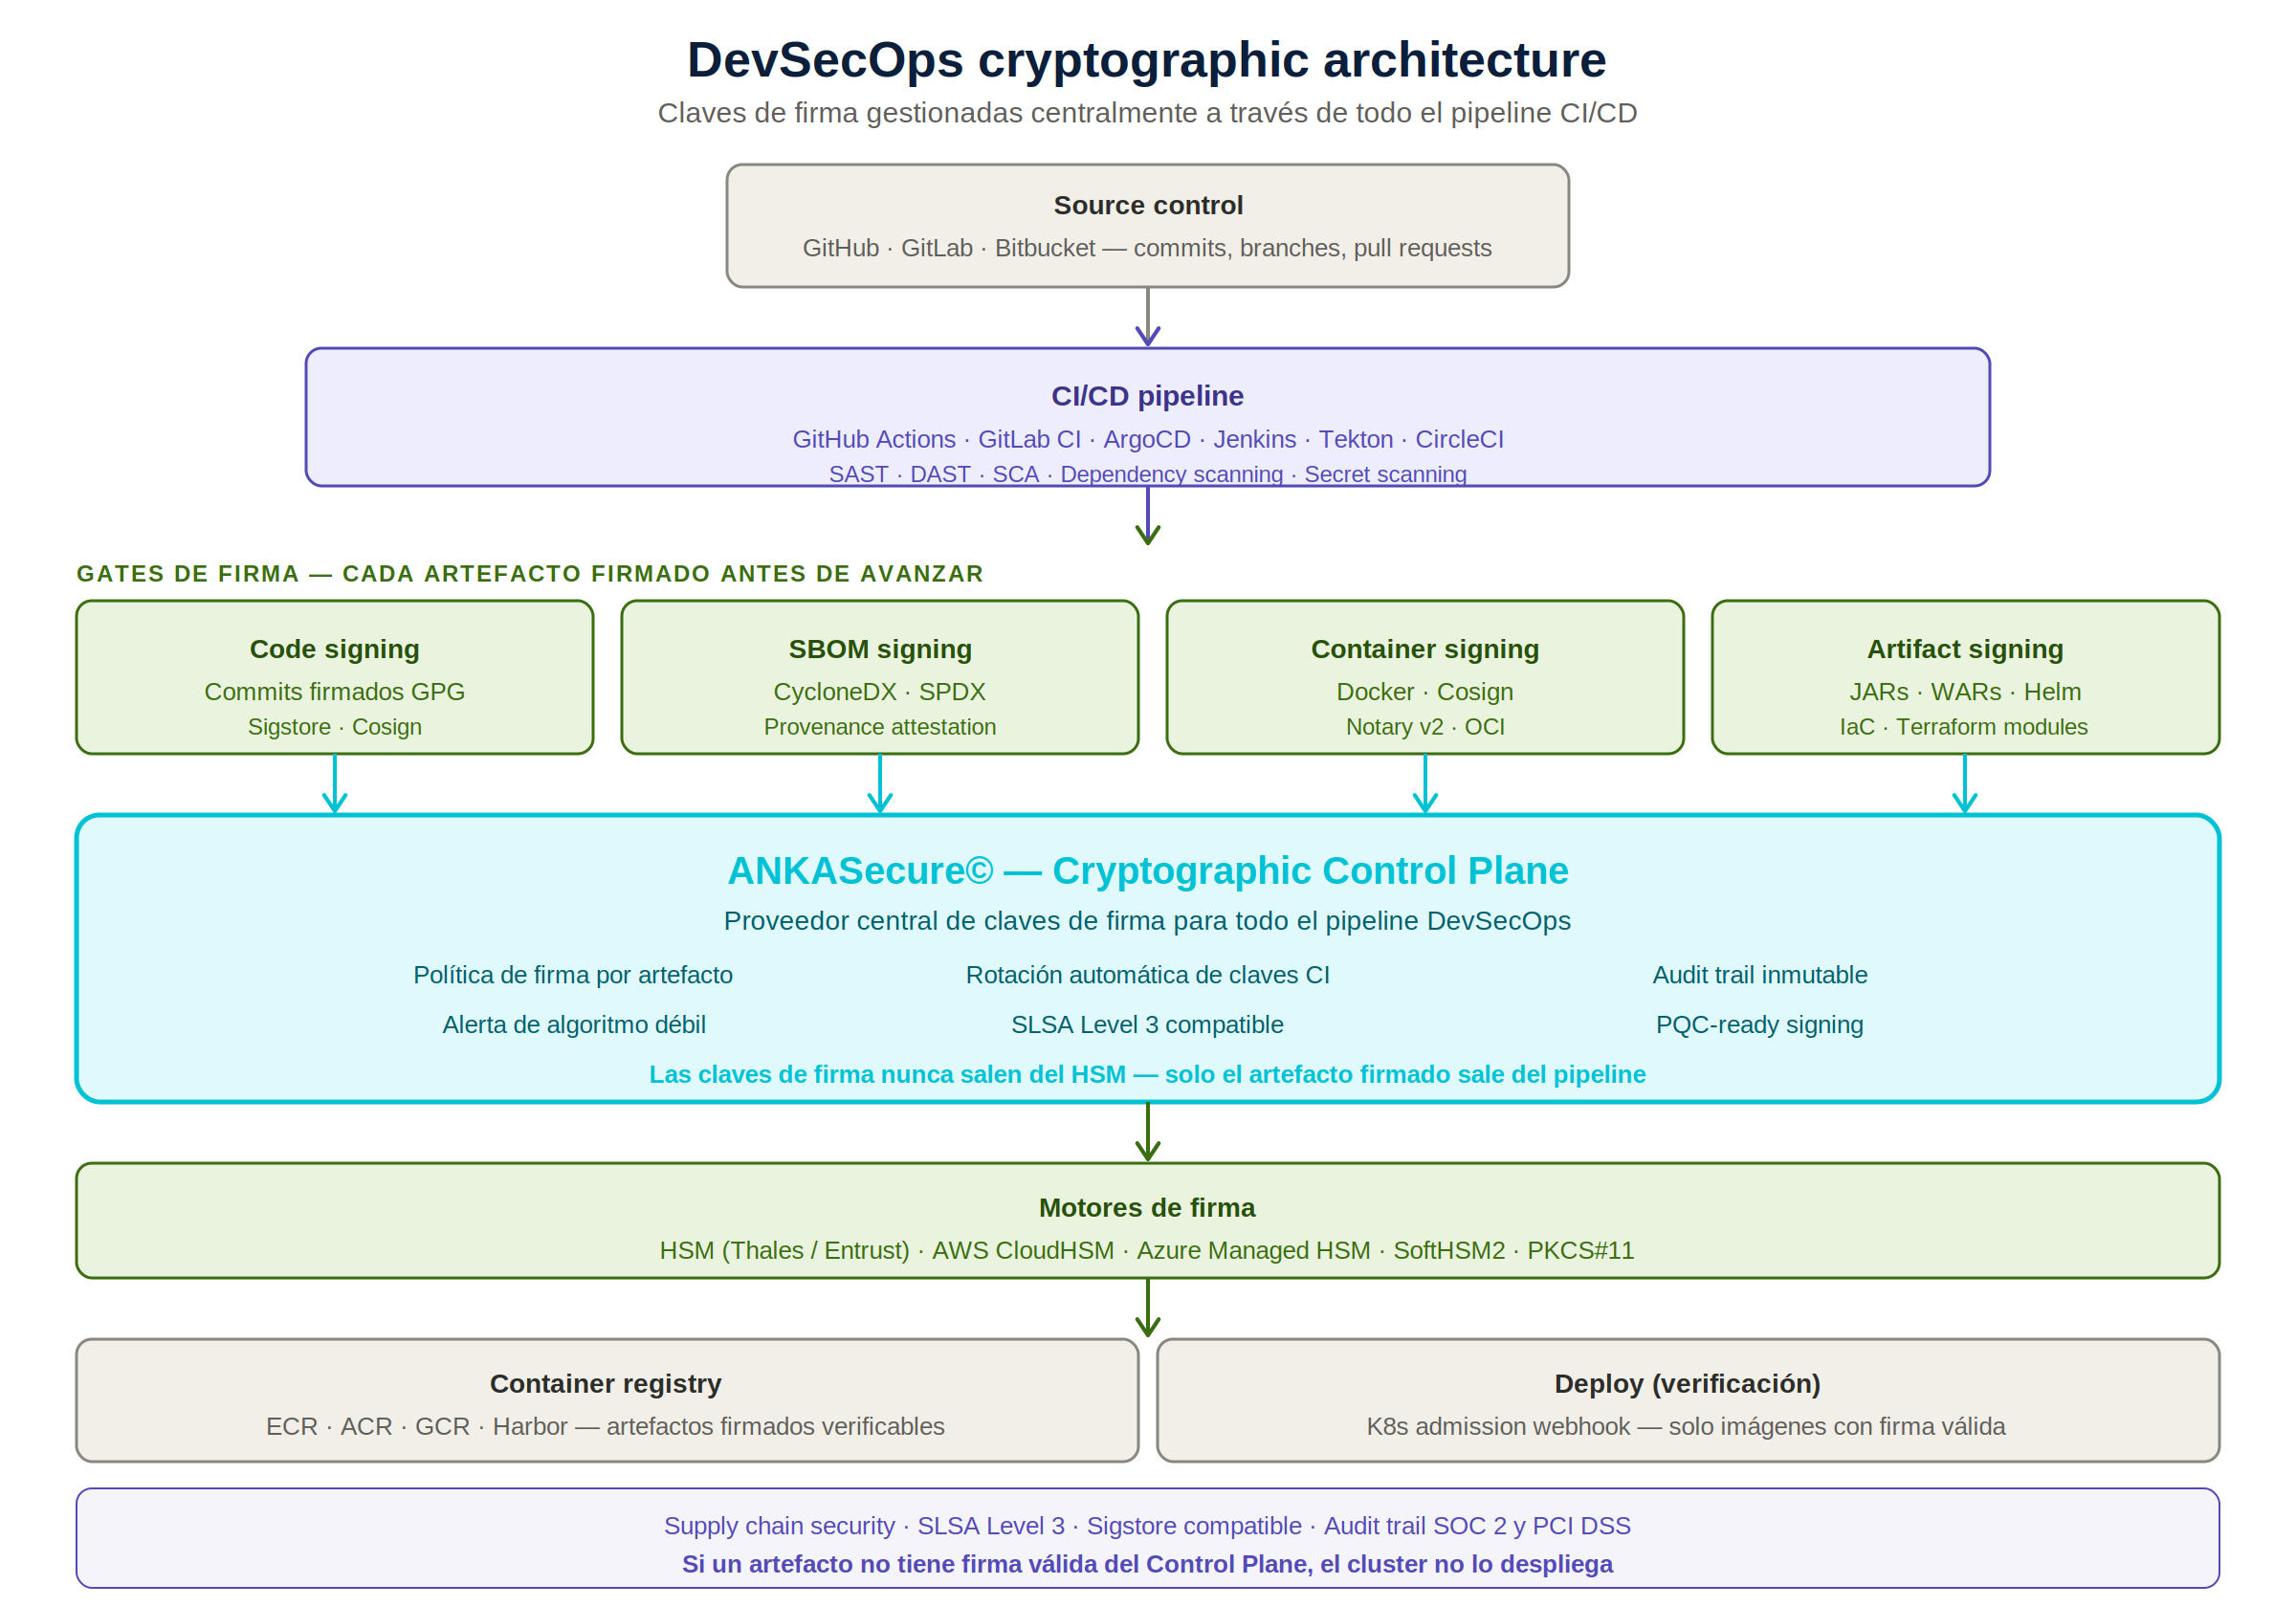 DevSecOps cryptographic architecture
Claves de firma gestionadas centralmente a través de todo el pipeline CI/CD
Source control
GitHub · GitLab · Bitbucket — commits, branches, pull requests
CI/CD pipeline
GitHub Actions · GitLab CI · ArgoCD · Jenkins · Tekton · CircleCI
SAST · DAST · SCA · Dependency scanning · Secret scanning
GATES DE FIRMA — CADA ARTEFACTO FIRMADO ANTES DE AVANZAR
Code signing
Commits firmados GPG
Sigstore · Cosign
SBOM signing
CycloneDX · SPDX
Provenance attestation
Container signing
Docker · Cosign
Notary v2 · OCI
Artifact signing
JARs · WARs · Helm
IaC · Terraform modules
ANKASecure© — Cryptographic Control Plane
Proveedor central de claves de firma para todo el pipeline DevSecOps
Política de firma por artefacto
Rotación automática de claves CI
Audit trail inmutable
Alerta de algoritmo débil
SLSA Level 3 compatible
PQC-ready signing
Las claves de firma nunca salen del HSM — solo el artefacto firmado sale del pipeline
Motores de firma
HSM (Thales / Entrust) · AWS CloudHSM · Azure Managed HSM · SoftHSM2 · PKCS#11
Container registry
ECR · ACR · GCR · Harbor — artefactos firmados verificables
Deploy (verificación)
K8s admission webhook — solo imágenes con firma válida
Supply chain security · SLSA Level 3 · Sigstore compatible · Audit trail SOC 2 y PCI DSS
Si un artefacto no tiene firma válida del Control Plane, el cluster no lo despliega